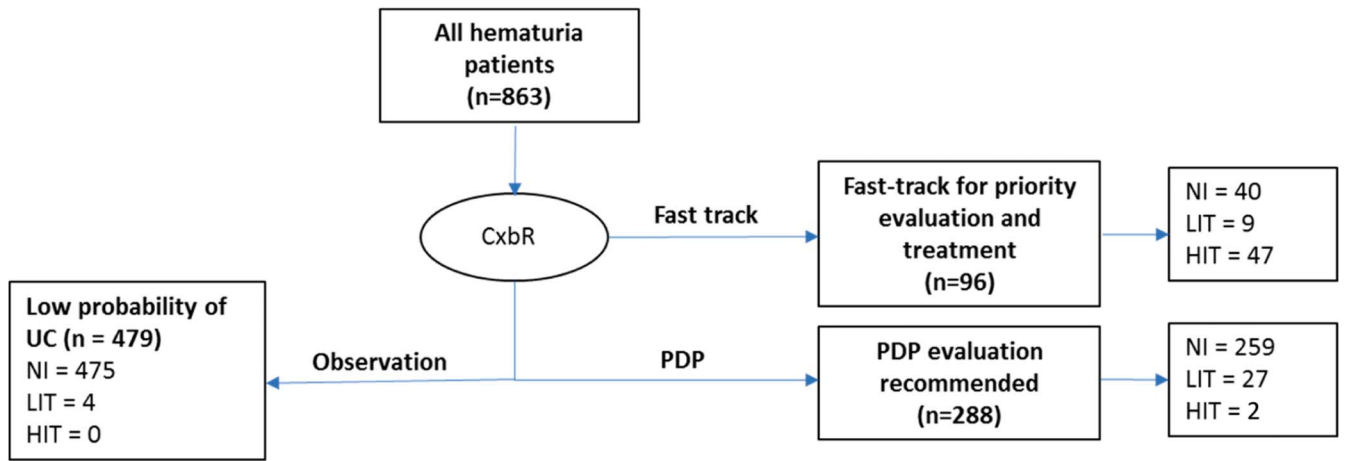 All hematuria
patients
(n=863)
CxbR
Fast track
Fast-track for priority
evaluation and
treatment
(n=96)
NI = 40
LIT = 9
HIT = 47
Low probability of
UC (n = 479)
NI = 475
LIT = 4
HIT = 0
Observation
PDP
PDP evaluation
recommended
(n=288)
NI = 259
LIT = 27
HIT = 2